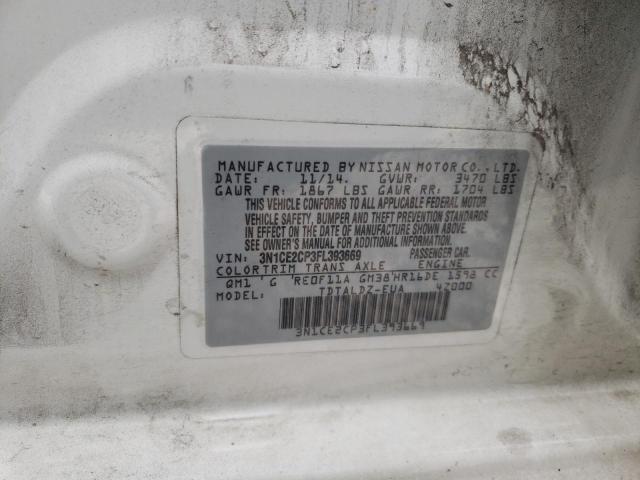 MANUFACTURED BY NISSAN MOTOR CO., LTD.
DATE: 11/14. GVWR: 3470 LBS
GAWR FR: 1867 LBS GAWR RR: 1704 LBS
THIS VEHICLE CONFORMS TO ALL APPLICABLE FEDERAL MOTOR
VEHICLE SAFETY, BUMPER AND THEFT PREVENTION STANDARDS
IN EFFECT ON THE DATE OF MANUFACTURE SHOWN ABOVE.
SEE OWNER'S MANUAL FOR ADDITIONAL INFORMATION.
VIN: 3N1CE2CP3FL393669 PASSENGER CAR.
COLOR TRIM TRANS AXLE ENGINE
QM1 'G 'RE0F11A GM38'HR16DE 1598 CC
MODEL: TDTALDZ-EUA 42000
3N1CE2CP3FL393669